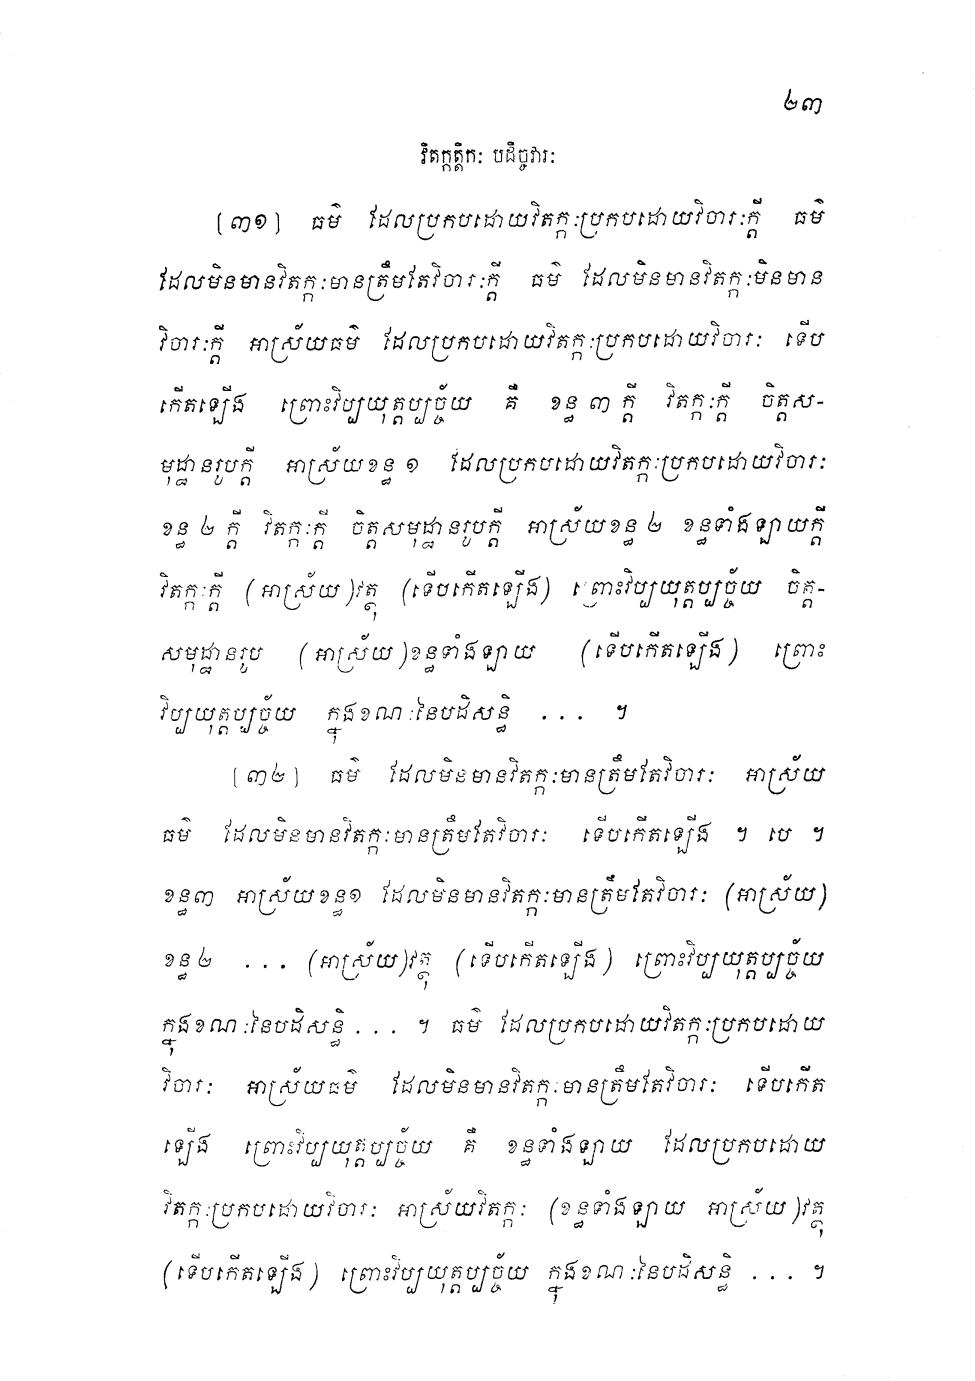 ២៣
វិតក្កត្តិកៈ បដិច្ចវារៈ
[៣១] ធម៌ ដែលប្រកបដោយវិតក្កៈប្រកបដោយវិចារៈក្តី ធម៌
ដែលមិនមានវិតក្កៈមានត្រឹមតែវិចារៈក្តី ធម៌ ដែលមិនមានវិតក្កៈមិនមាន
វិចារៈក្តី អាស្រ័យធម៌ ដែលប្រកបដោយវិតក្កៈប្រកបដោយវិចារៈ ទើប
កើតឡើង ព្រោះវិប្បយុត្តប្បច្ច័យ គឺ ខន្ធ ៣ ក្តី វិតក្កៈក្តី ចិត្តស-
មុដ្ឋានរូបក្តី អាស្រ័យខន្ធ ១ ដែលប្រកបដោយវិតក្កៈប្រកបដោយវិចារៈ
ខន្ធ ២ ក្តី វិតក្កៈក្តី ចិត្តសមុដ្ឋានរូបក្តី អាស្រ័យខន្ធ ២ ខន្ធទាំងឡាយក្តី
វិតក្កៈក្តី (អាស្រ័យ)វត្ថុ (ទើបកើតឡើង) ព្រោះវិប្បយុត្តប្បច្ច័យ ចិត្ត-
សមុដ្ឋានរូប (អាស្រ័យ)ខន្ធទាំងឡាយ (ទើបកើតឡើង) ព្រោះ
វិប្បយុត្តប្បច្ច័យ ក្នុងខណៈនៃបដិសន្ធិ ... ។
[៣២] ធម៌ ដែលមិនមានវិតក្កៈមានត្រឹមតែវិចារៈ អាស្រ័យ
ធម៌ ដែលមិនមានវិតក្កៈមានត្រឹមតែវិចារៈ ទើបកើតឡើង ។ បេ ។
ខន្ធ៣ អាស្រ័យខន្ធ១ ដែលមិនមានវិតក្កៈមានត្រឹមតែវិចារៈ (អាស្រ័យ)
ខន្ធ ២ ... (អាស្រ័យ)វត្ថុ (ទើបកើតឡើង) ព្រោះវិប្បយុត្តប្បច្ច័យ
ក្នុងខណៈនៃបដិសន្ធិ ... ។ ធម៌ ដែលប្រកបដោយវិតក្កៈប្រកបដោយ
វិចារៈ អាស្រ័យធម៌ ដែលមិនមានវិតក្កៈមានត្រឹមតែវិចារៈ ទើបកើត
ឡើង ព្រោះវិប្បយុត្តប្បច្ច័យ គឺ ខន្ធទាំងឡាយ ដែលប្រកបដោយ
វិតក្កៈប្រកបដោយវិចារៈ អាស្រ័យវិតក្កៈ (ខន្ធទាំងឡាយ អាស្រ័យ)វត្ថុ
(ទើបកើតឡើង) ព្រោះវិប្បយុត្តប្បច្ច័យ ក្នុងខណៈនៃបដិសន្ធិ ... ។